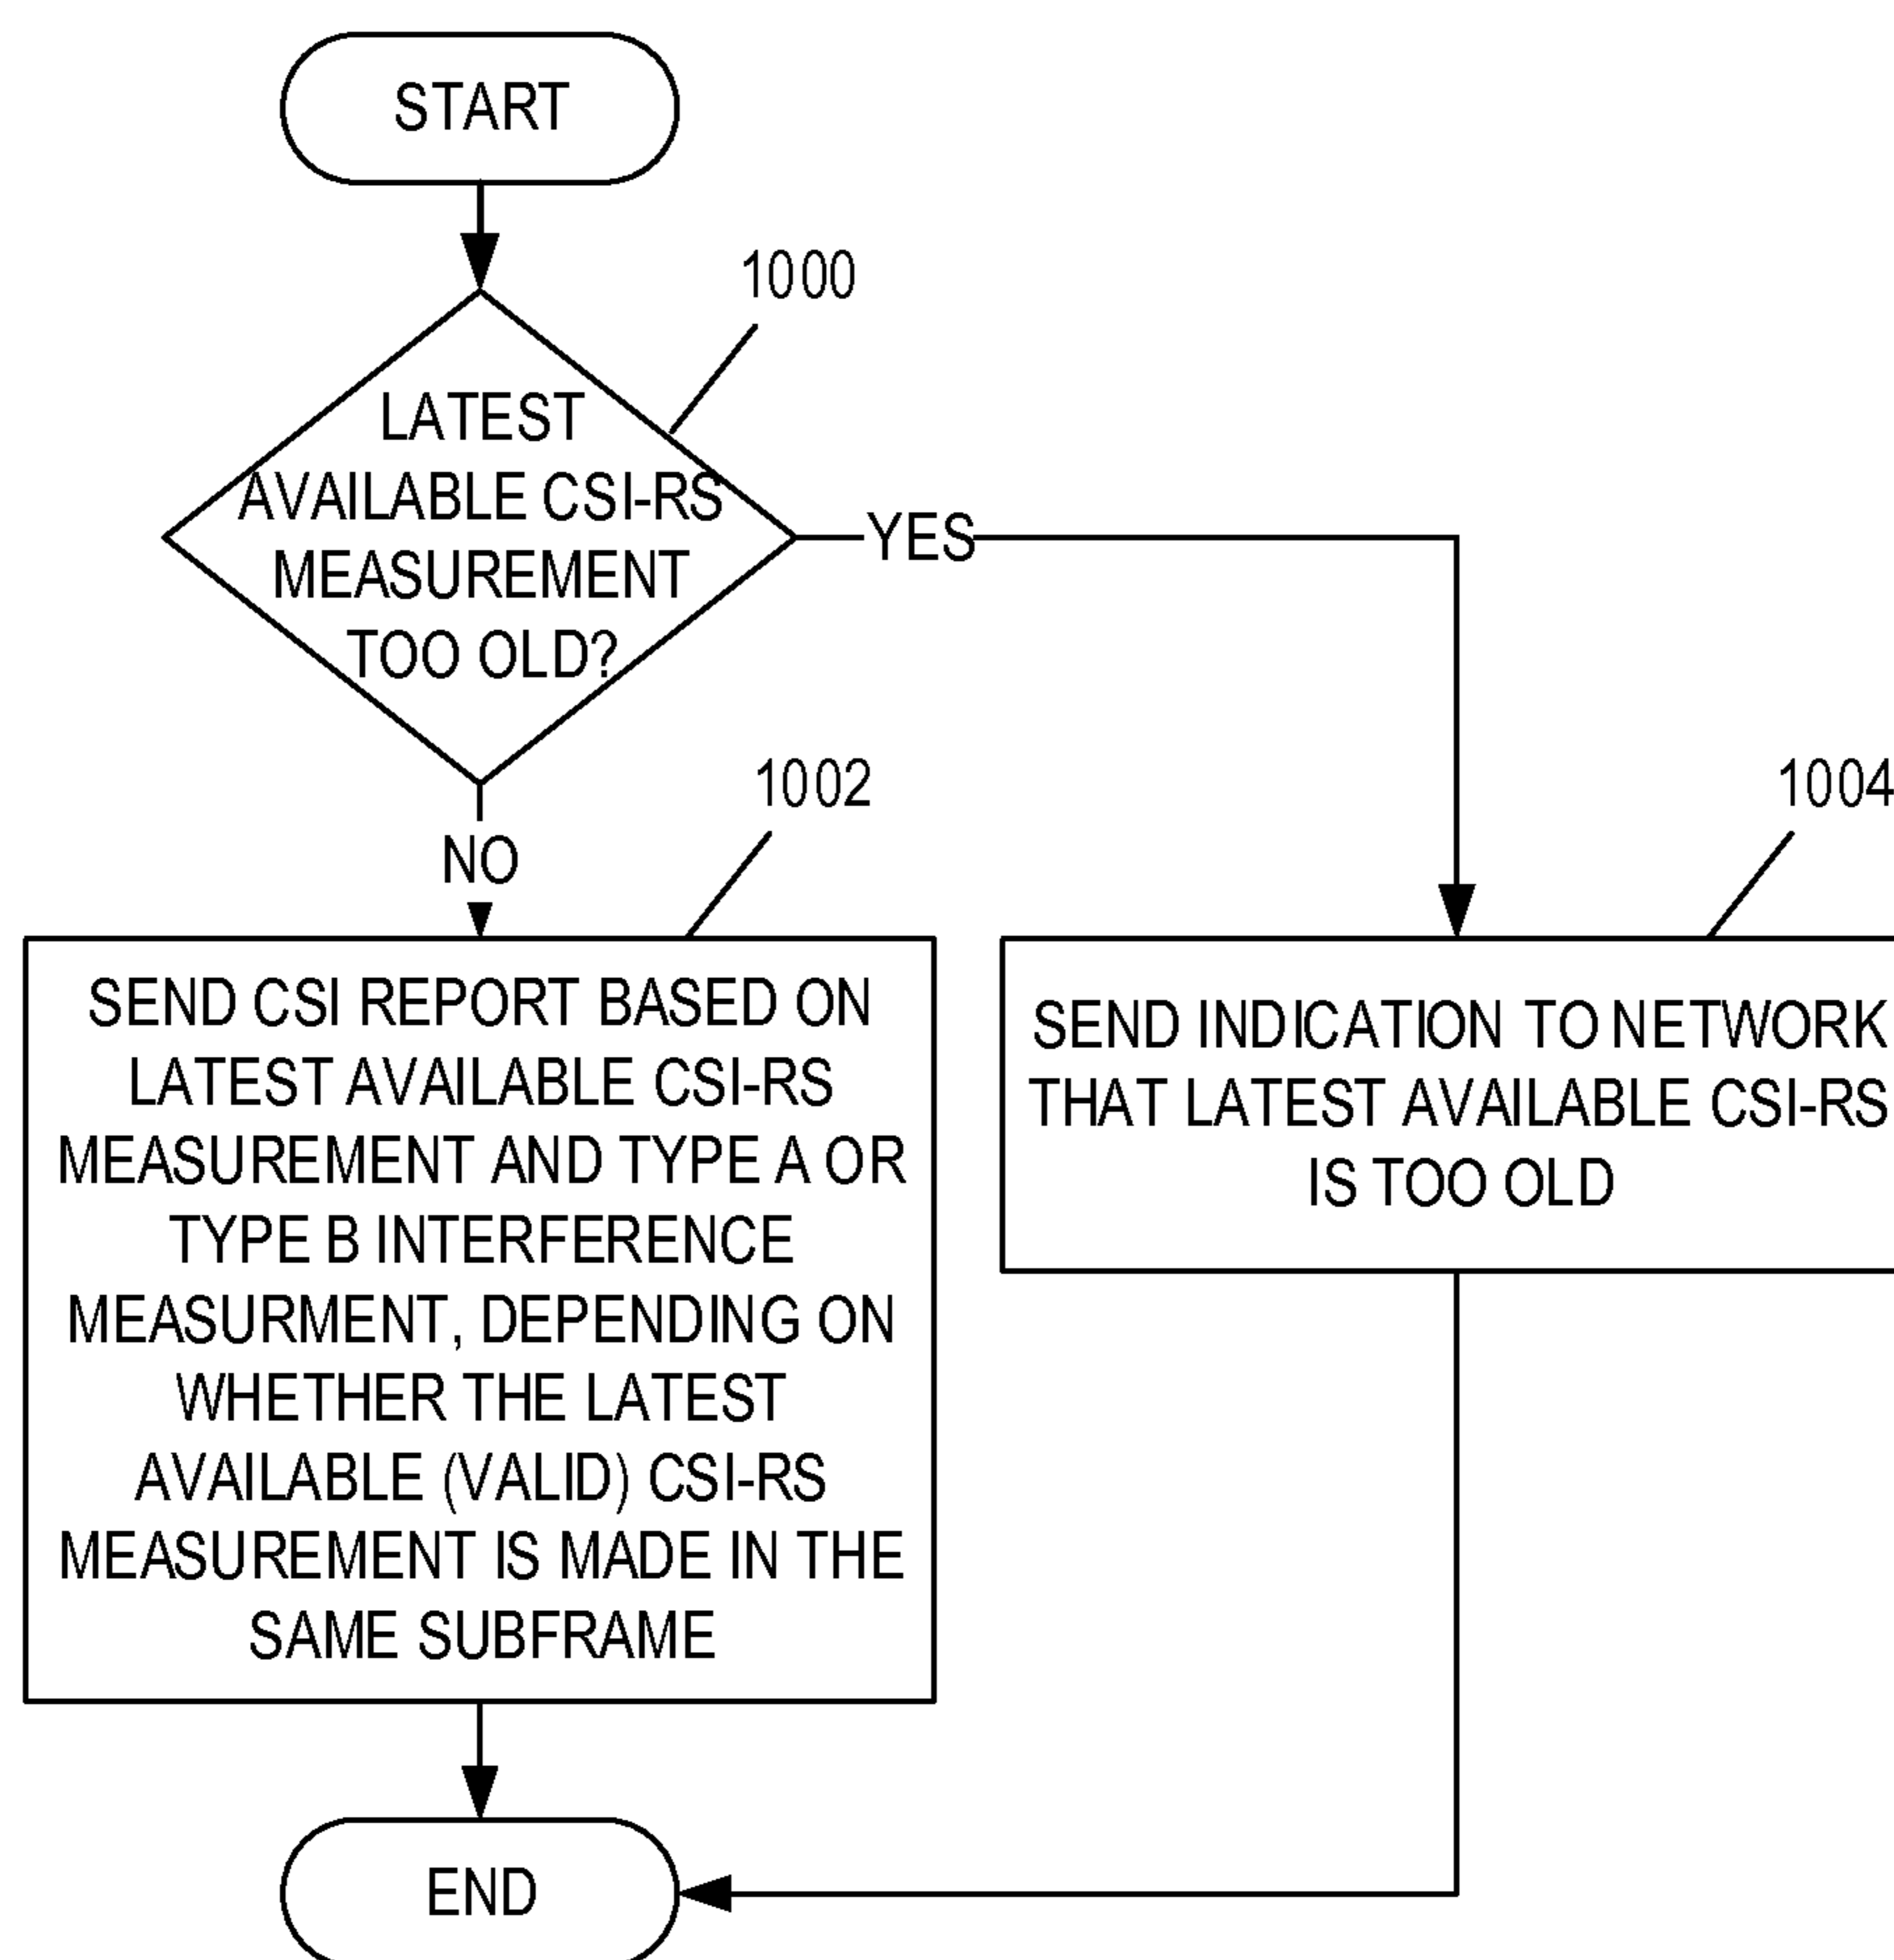 START
1000
LATEST
AVAILABLE CSI-RS
MEASUREMENT
TOO OLD?
YES
NO
1002
SEND CSI REPORT BASED ON
LATEST AVAILABLE CSI-RS
MEASUREMENT AND TYPE A OR
TYPE B INTERFERENCE
MEASURMENT, DEPENDING ON
WHETHER THE LATEST
AVAILABLE (VALID) CSI-RS
MEASUREMENT IS MADE IN THE
SAME SUBFRAME
1004
SEND INDICATION TO NETWORK
THAT LATEST AVAILABLE CSI-RS
IS TOO OLD
END